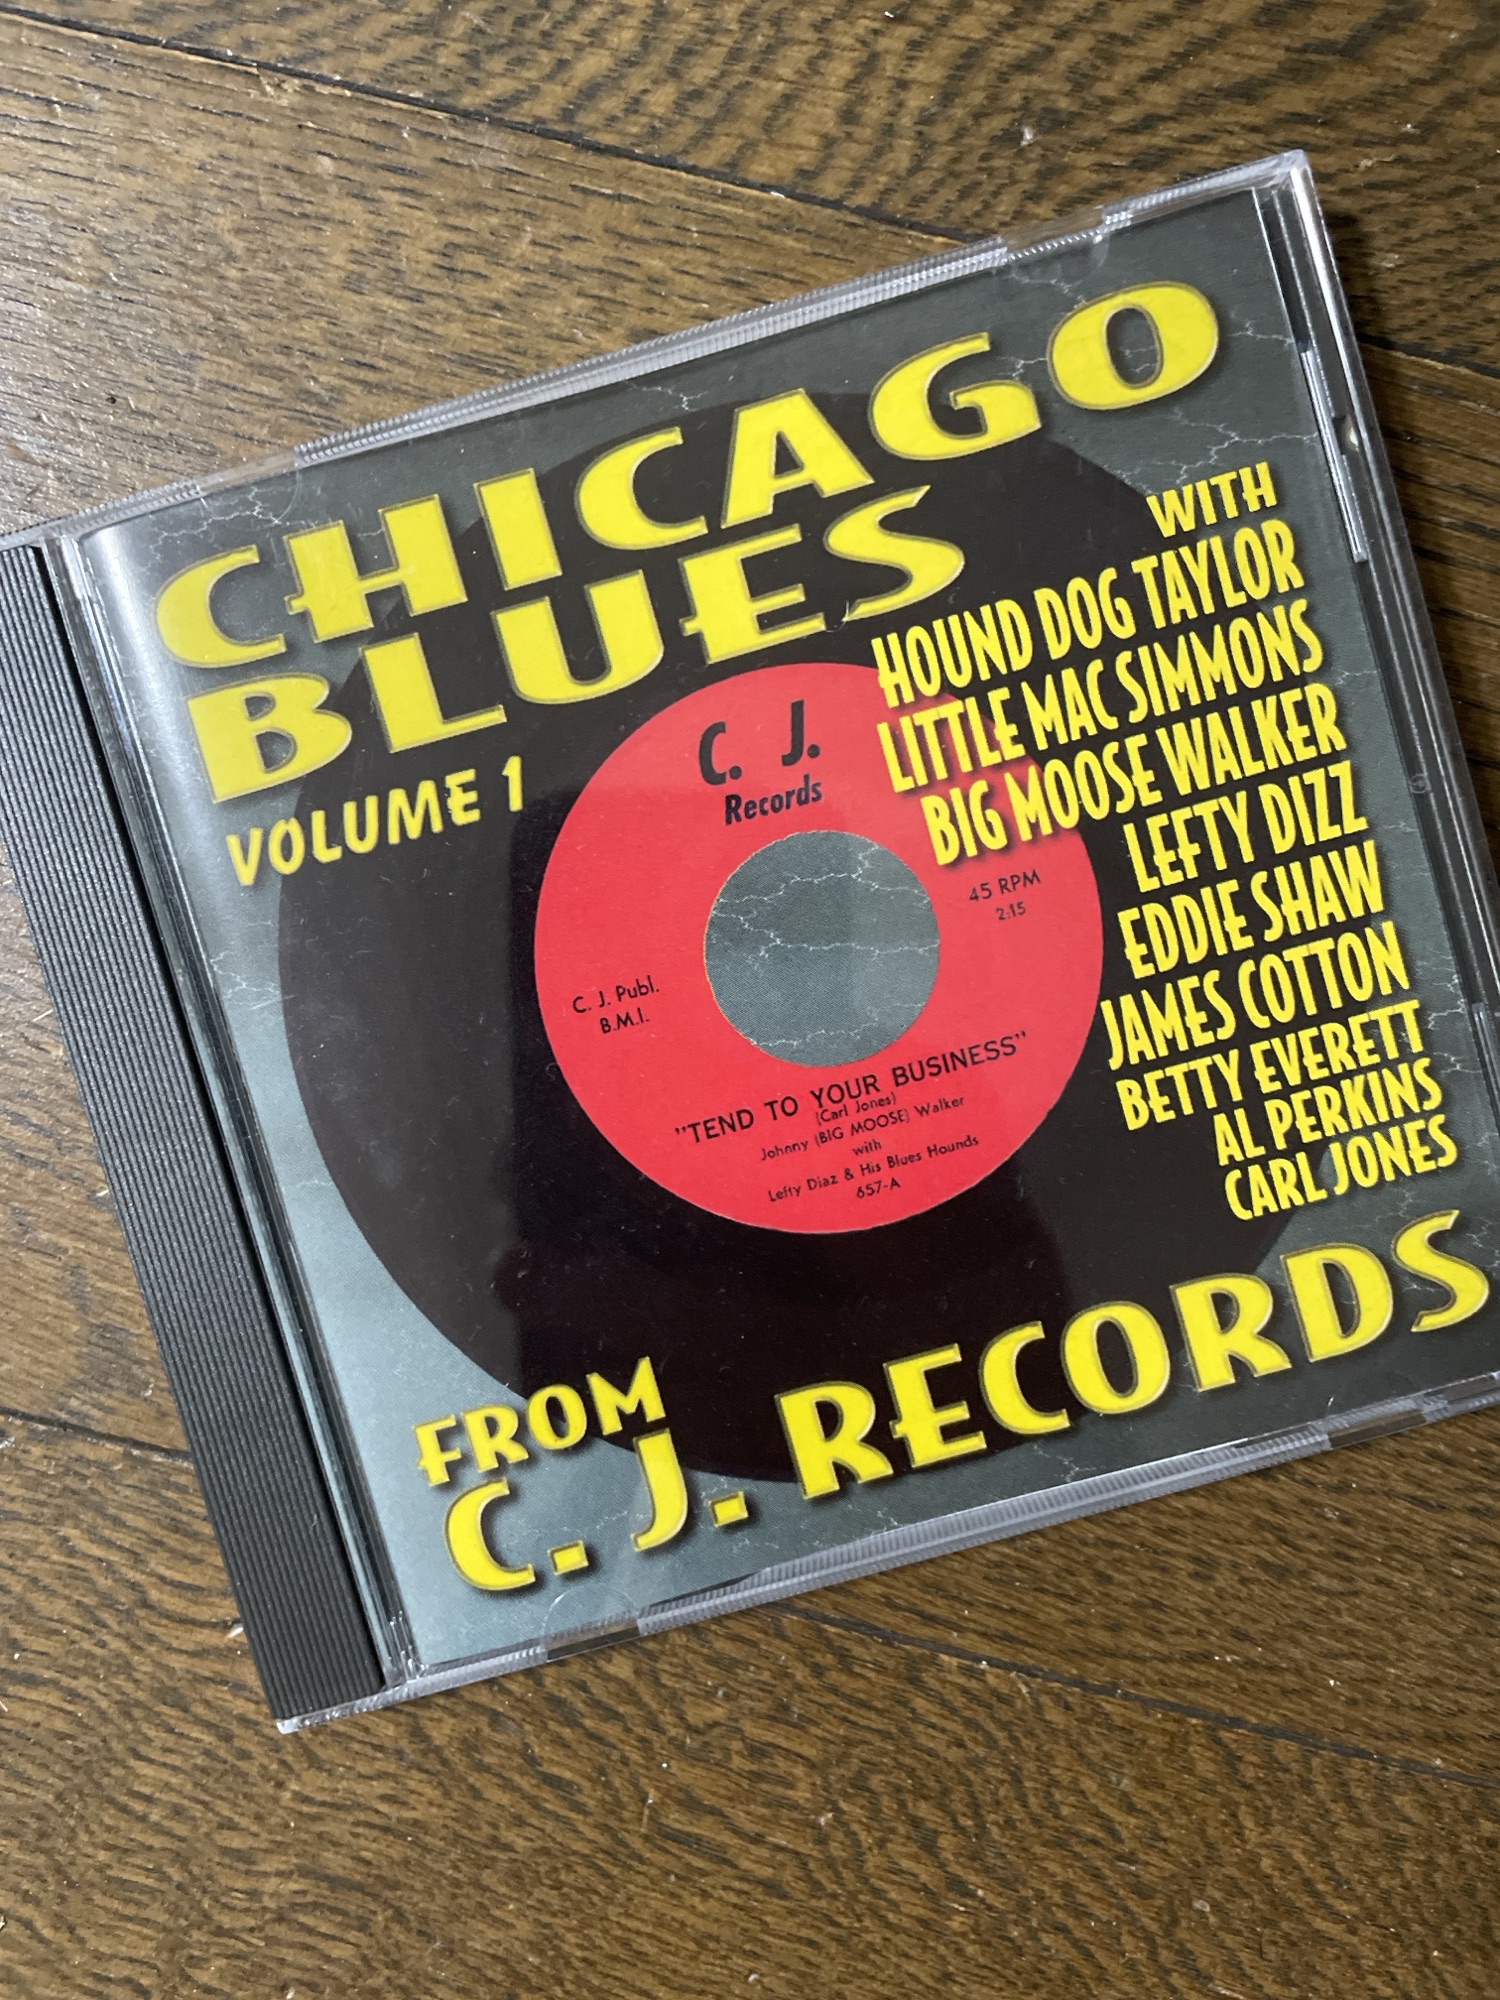 CHICAGO
BLUES
VOLUME 1
WITH
HOUND DOG TAYLOR
LITTLE MAC SIMMONS
BIG MOOSE WALKER
LEFTY DIZZ
EDDIE SHAW
JAMES COTTON
BETTY EVERETT
AL PERKINS
CARL JONES
C. J.
Records
45 RPM
2:15
C. J. Publ.
B.M.I.
"TEND TO YOUR BUSINESS"
(Carl Jones)
Johnny (BIG MOOSE) Walker
with
Lefty Diaz & His Blues Hounds
657-A
FROM
C. J. RECORDS